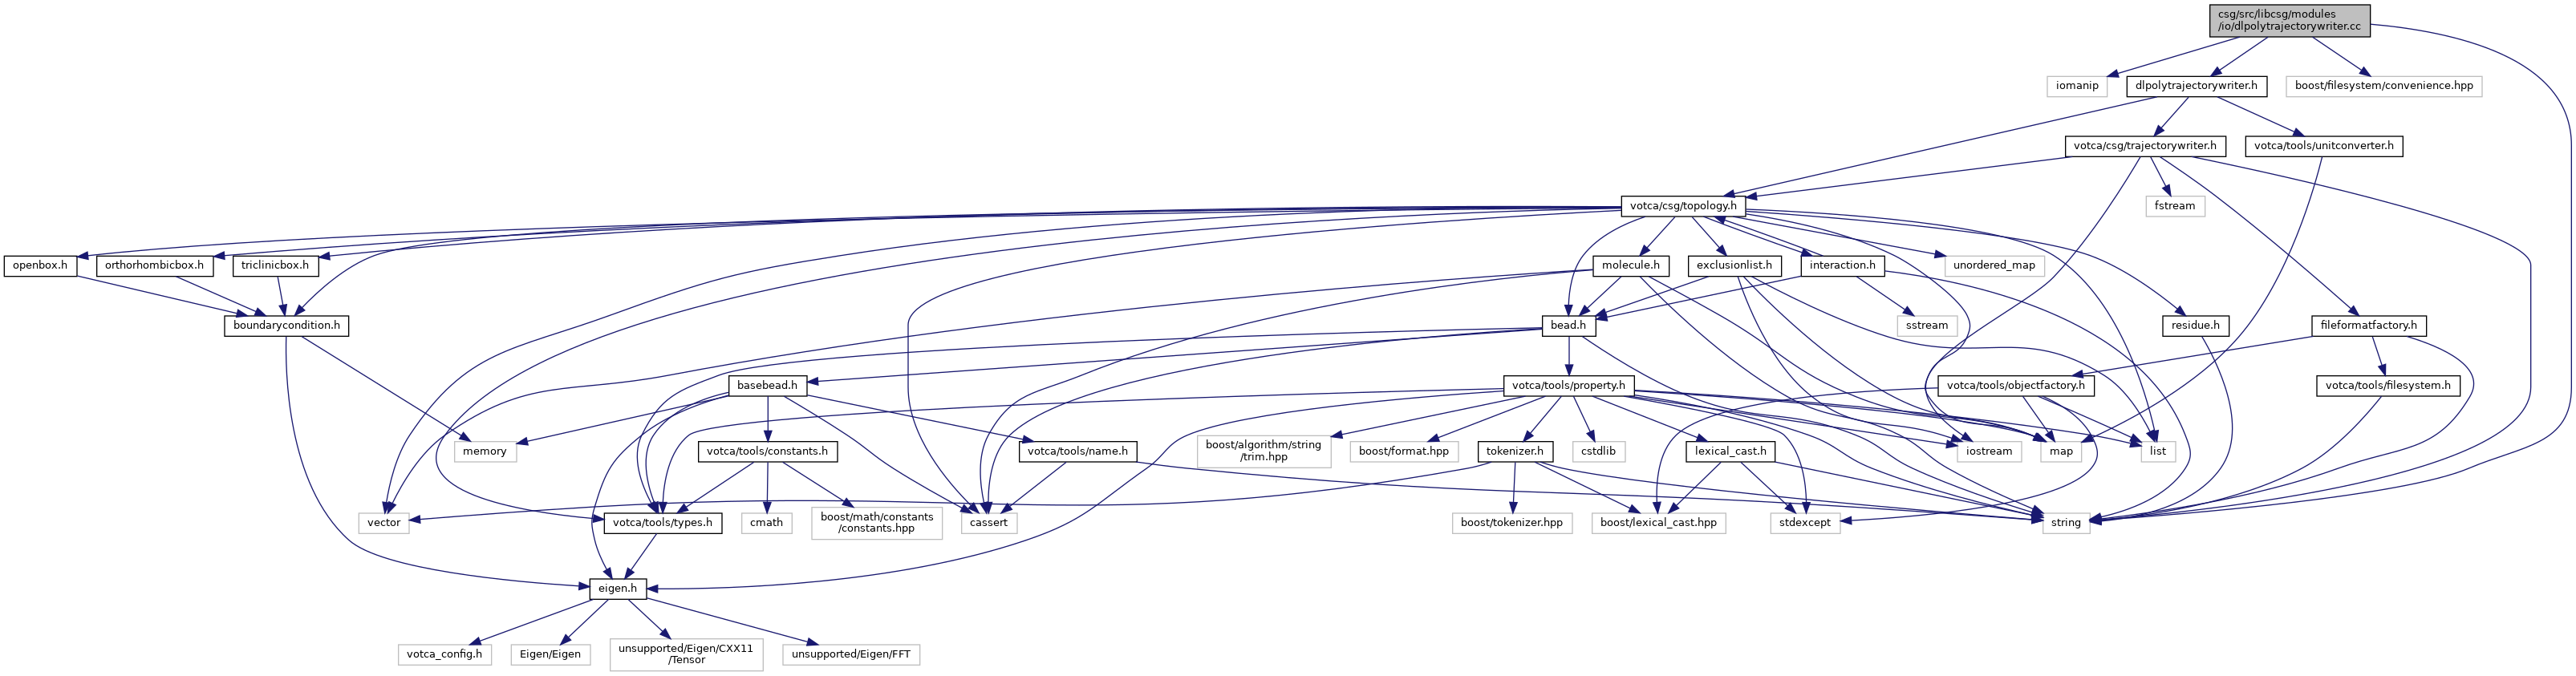 csg/src/libcsg/modules
/io/dlpolytrajectorywriter.cc
iomanip
dlpolytrajectorywriter.h
boost/filesystem/convenience.hpp
votca/csg/trajectorywriter.h
votca/tools/unitconverter.h
votca/csg/topology.h
fstream
openbox.h
orthorhombicbox.h
triclinicbox.h
molecule.h
exclusionlist.h
interaction.h
unordered_map
boundarycondition.h
bead.h
sstream
residue.h
fileformatfactory.h
basebead.h
votca/tools/property.h
votca/tools/objectfactory.h
votca/tools/filesystem.h
memory
votca/tools/constants.h
votca/tools/name.h
boost/algorithm/string
/trim.hpp
boost/format.hpp
tokenizer.h
cstdlib
lexical_cast.h
iostream
map
list
vector
votca/tools/types.h
cmath
boost/math/constants
/constants.hpp
cassert
boost/tokenizer.hpp
boost/lexical_cast.hpp
stdexcept
string
eigen.h
votca_config.h
Eigen/Eigen
unsupported/Eigen/CXX11
/Tensor
unsupported/Eigen/FFT